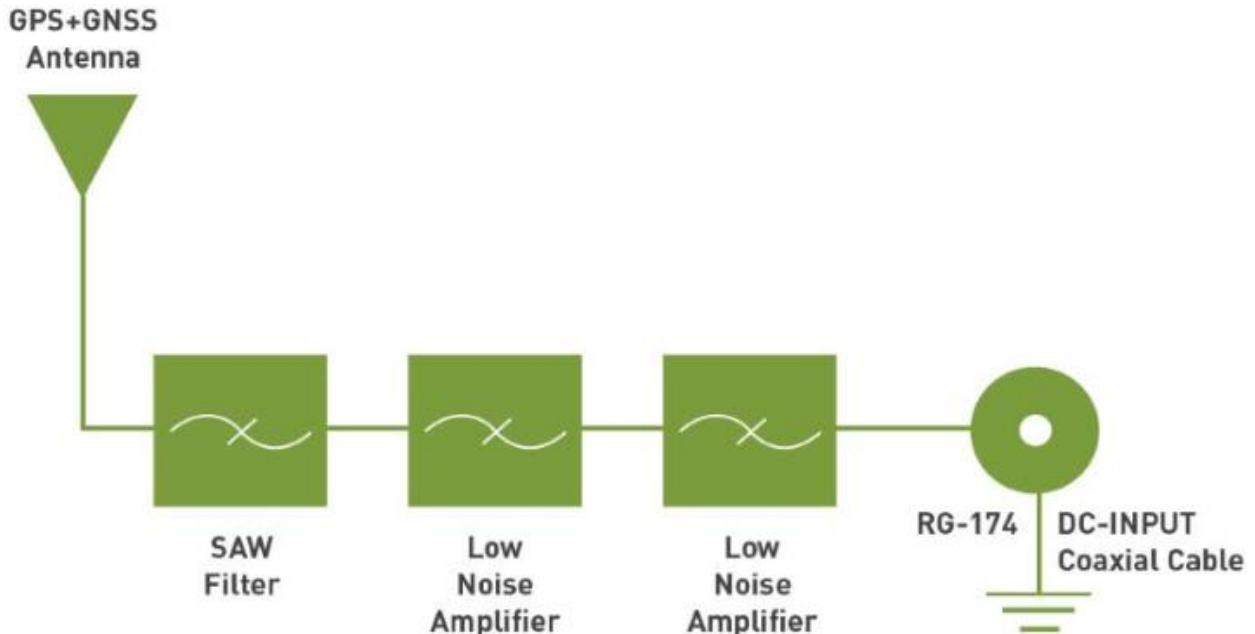 GPS+GNSS
Antenna
SAW
Filter
Low
Noise
Amplifier
Low
Noise
Amplifier
RG-174
DC-INPUT
Coaxial Cable